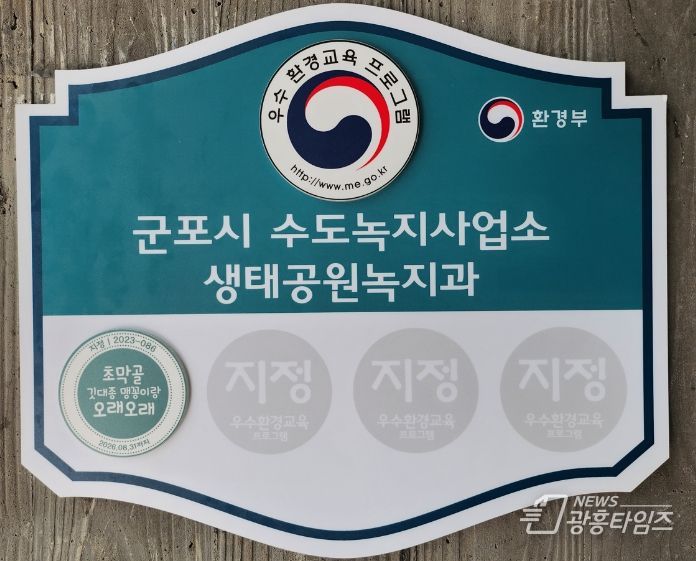 우수 환경교육 프로그램
http://www.me.go.kr
환경부
군포시 수도녹지사업소
생태공원녹지과
지정 | 2023-086
초막골
깃대종 맹꽁이랑
오래오래
2026.08.31까지
지정
우수환경교육
프로그램
지정
우수환경교육
프로그램
지정
우수환경교육
프로그램
NEWS
광흥타임즈